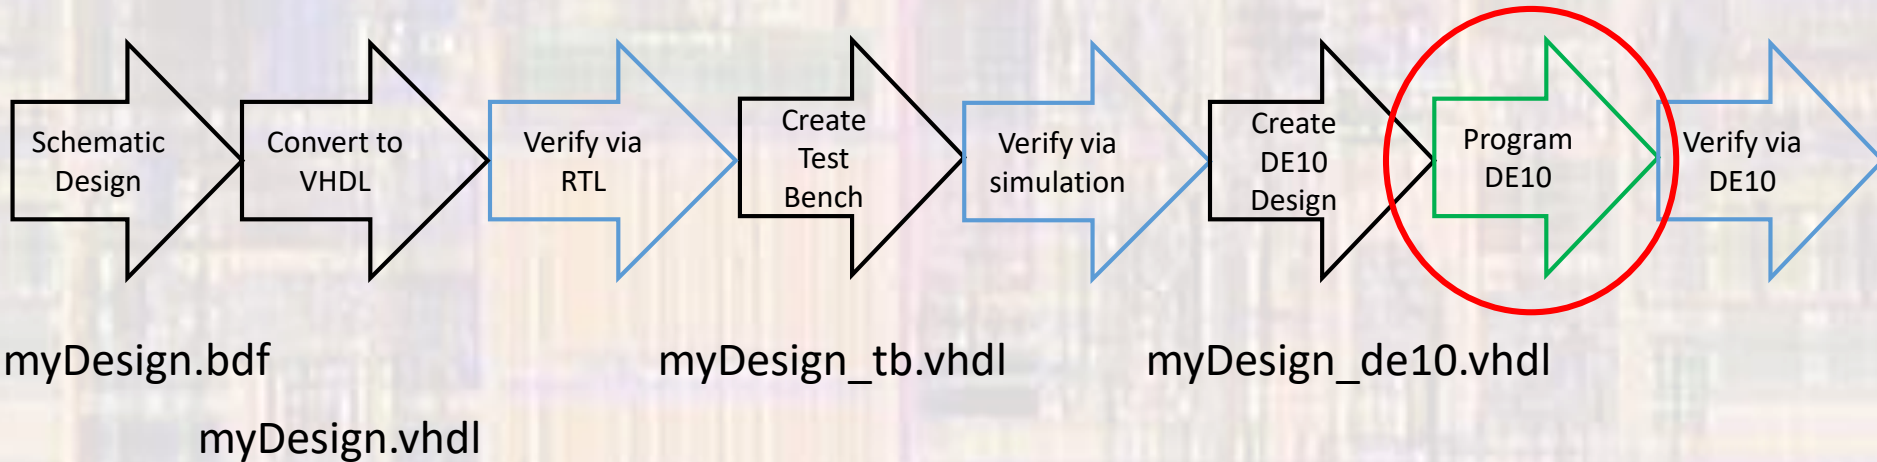 Schematic
Design
Convert to
VHDL
Verify via
RTL
Create
Test
Bench
Verify via
simulation
Create
DE10
Design
Program
DE10
Verify via
DE10
myDesign.bdf
myDesign_tb.vhdl
myDesign_de10.vhdl
myDesign.vhdl